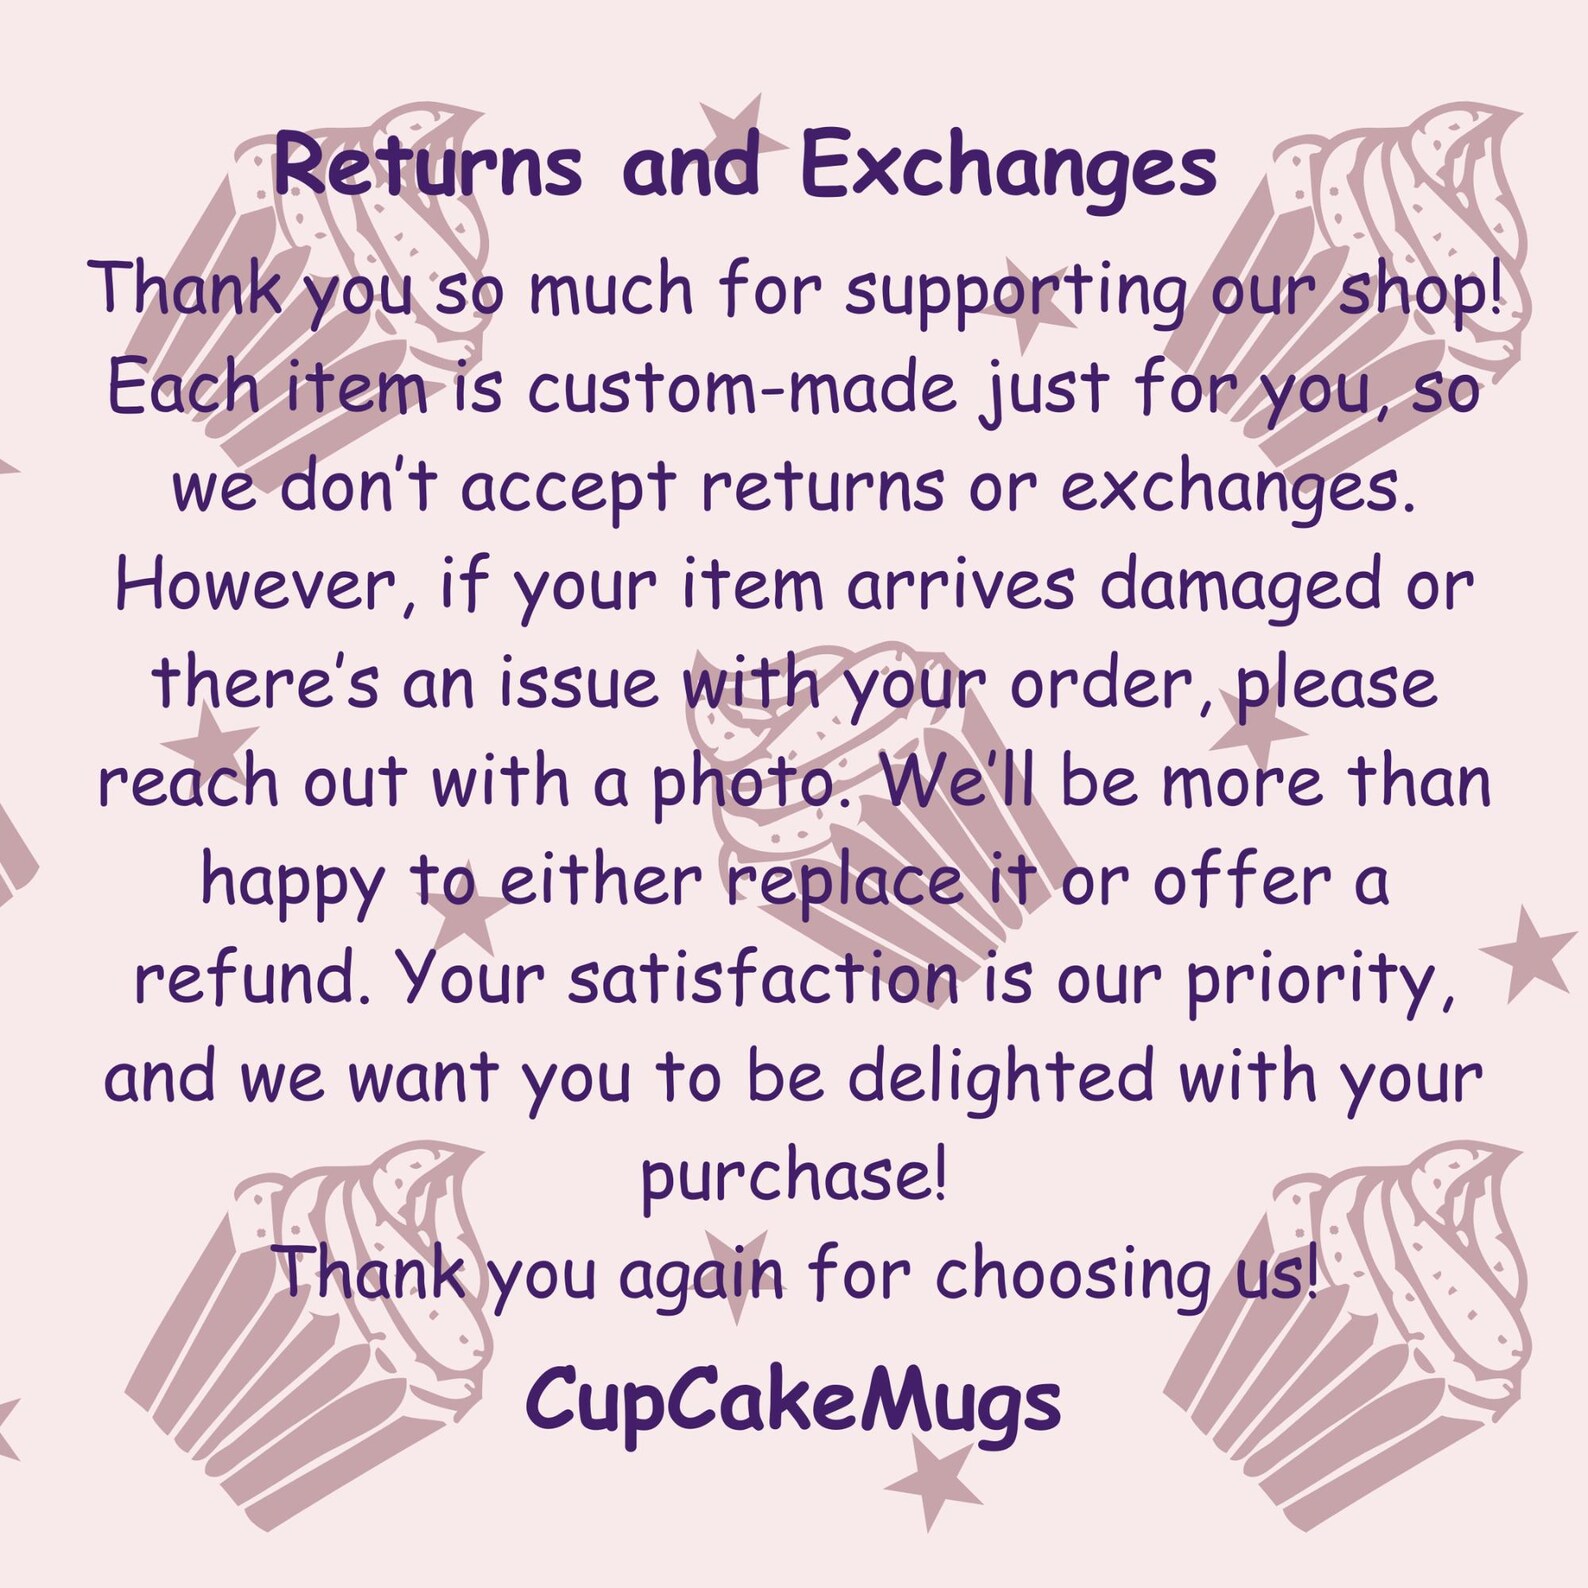 Returns and Exchanges
Thank you so much for supporting our shop!
Each item is custom-made just for you, so
we don't accept returns or exchanges.
However, if your item arrives damaged or
there's an issue with your order, please
reach out with a photo. We'll be more than
happy to either replace it or offer a
refund. Your satisfaction is our priority,
and we want you to be delighted with your
purchase!
Thank you again for choosing us!
CupCakeMugs